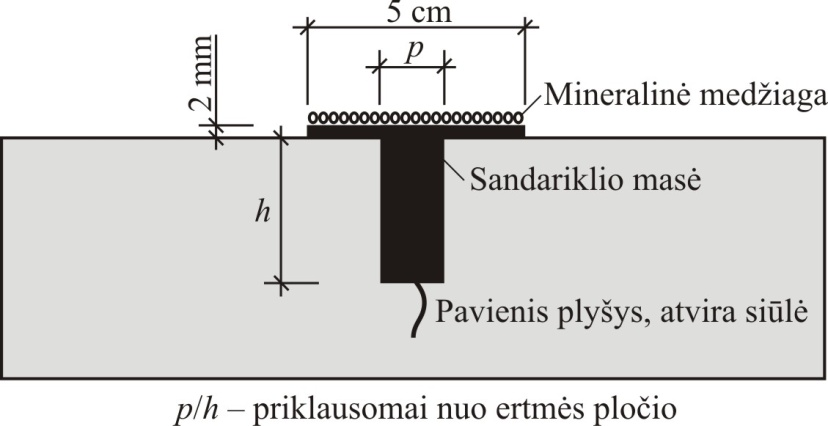 5 cm
p
2 mm
Mineralinė medžiaga
Sandariklio masė
h
Pavienis plyšys, atvira siūlė
p/h – priklausomai nuo ertmės pločio